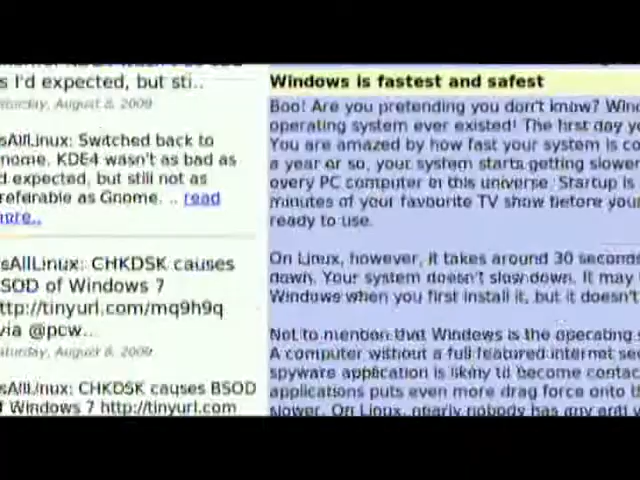 s I'd expected, but sti..
aturday, August 8, 2009
sAllLinux: Switched back to
nome. KDE4 wasn't as bad as
d expected, but still not as
referable as Gnome. .. read
ore..
sAllLinux: CHKDSK causes
SOD of Windows 7
ttp://tinyurl.com/mq9h9q
via @pcw...
aturday, August 8, 2009
sAllLinux: CHKDSK causes BSOD
f Windows 7 http://tinyurl.com
Windows is fastest and safest
Boo! Are you pretending you don't know? Wind
operating system ever existed! The first day yo
You are amazed by how fast your system is co
a year or so, your system starts getting slower
every PC computer in this universe. Startup is
minutes of your favourite TV show before your
ready to use.
On Linux, however, it takes around 30 seconds
down. Your system doesn't slow down. It may
Windows when you first install it, but it doesn't
Not to mention that Windows is the operating s
A computer without a full featured internet sec
spyware application is likely to become contac
applications puts even more drag force onto t
slower. On Linux, nearly nobody has any anti v